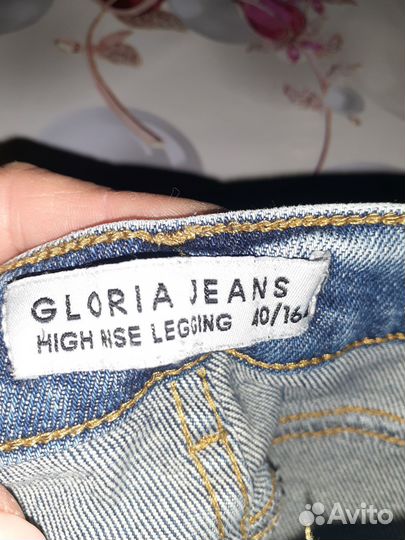 GLORIA JEANS
HIGH RISE LEGGING 40/164
Avito